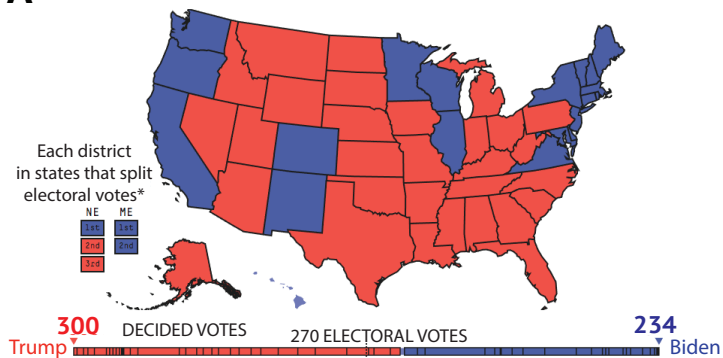 A
Each district
in states that split
electoral votes*
NE ME
1st 1st
2nd 2nd
3rd
300 DECIDED VOTES 270 ELECTORAL VOTES 234
Trump Biden